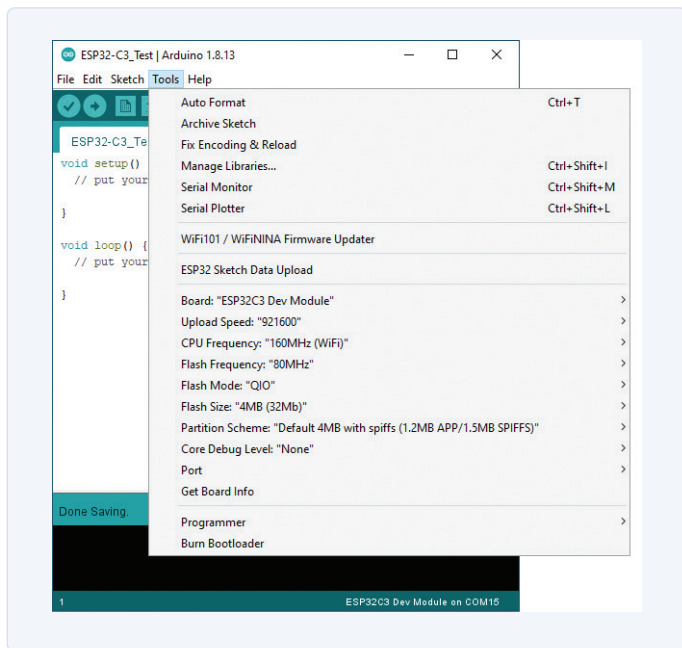 ESP32-C3_Test | Arduino 1.8.13
File Edit Sketch Tools Help
ESP32-C3_Te
void setup()
// put your
}
void loop() {
// put your
}
Auto Format Ctrl+T
Archive Sketch
Fix Encoding & Reload
Manage Libraries... Ctrl+Shift+I
Serial Monitor Ctrl+Shift+M
Serial Plotter Ctrl+Shift+L
WiFi101 / WiFiNINA Firmware Updater
ESP32 Sketch Data Upload
Board: "ESP32C3 Dev Module"
Upload Speed: "921600"
CPU Frequency: "160MHz (WiFi)"
Flash Frequency: "80MHz"
Flash Mode: "QIO"
Flash Size: "4MB (32Mb)"
Partition Scheme: "Default 4MB with spiffs (1.2MB APP/1.5MB SPIFFS)"
Core Debug Level: "None"
Port
Get Board Info
Programmer
Burn Bootloader
Done Saving.
1 ESP32C3 Dev Module on COM15